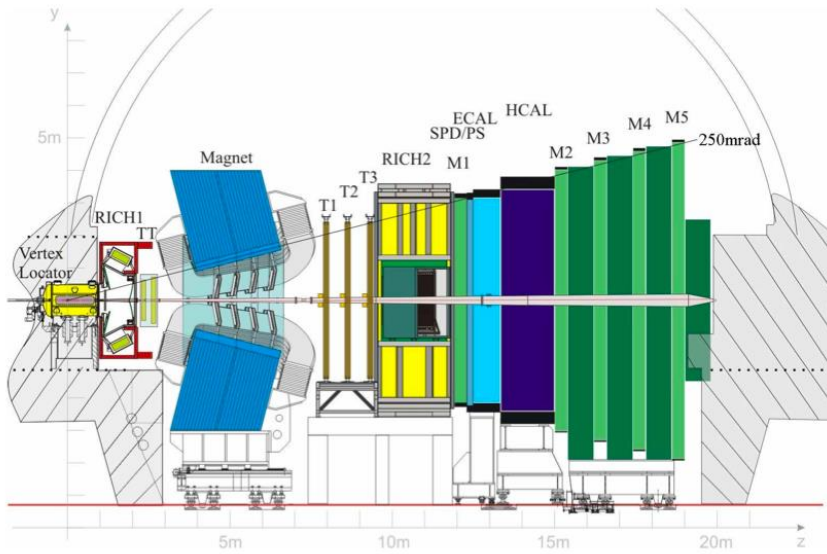 y
5m
Magnet
RICH1
TT
Vertex
Locator
T1
T2
T3
RICH2
M1
SPD/PS
ECAL
HCAL
M2
M3
M4
M5
250mrad
5m
10m
15m
20m
z